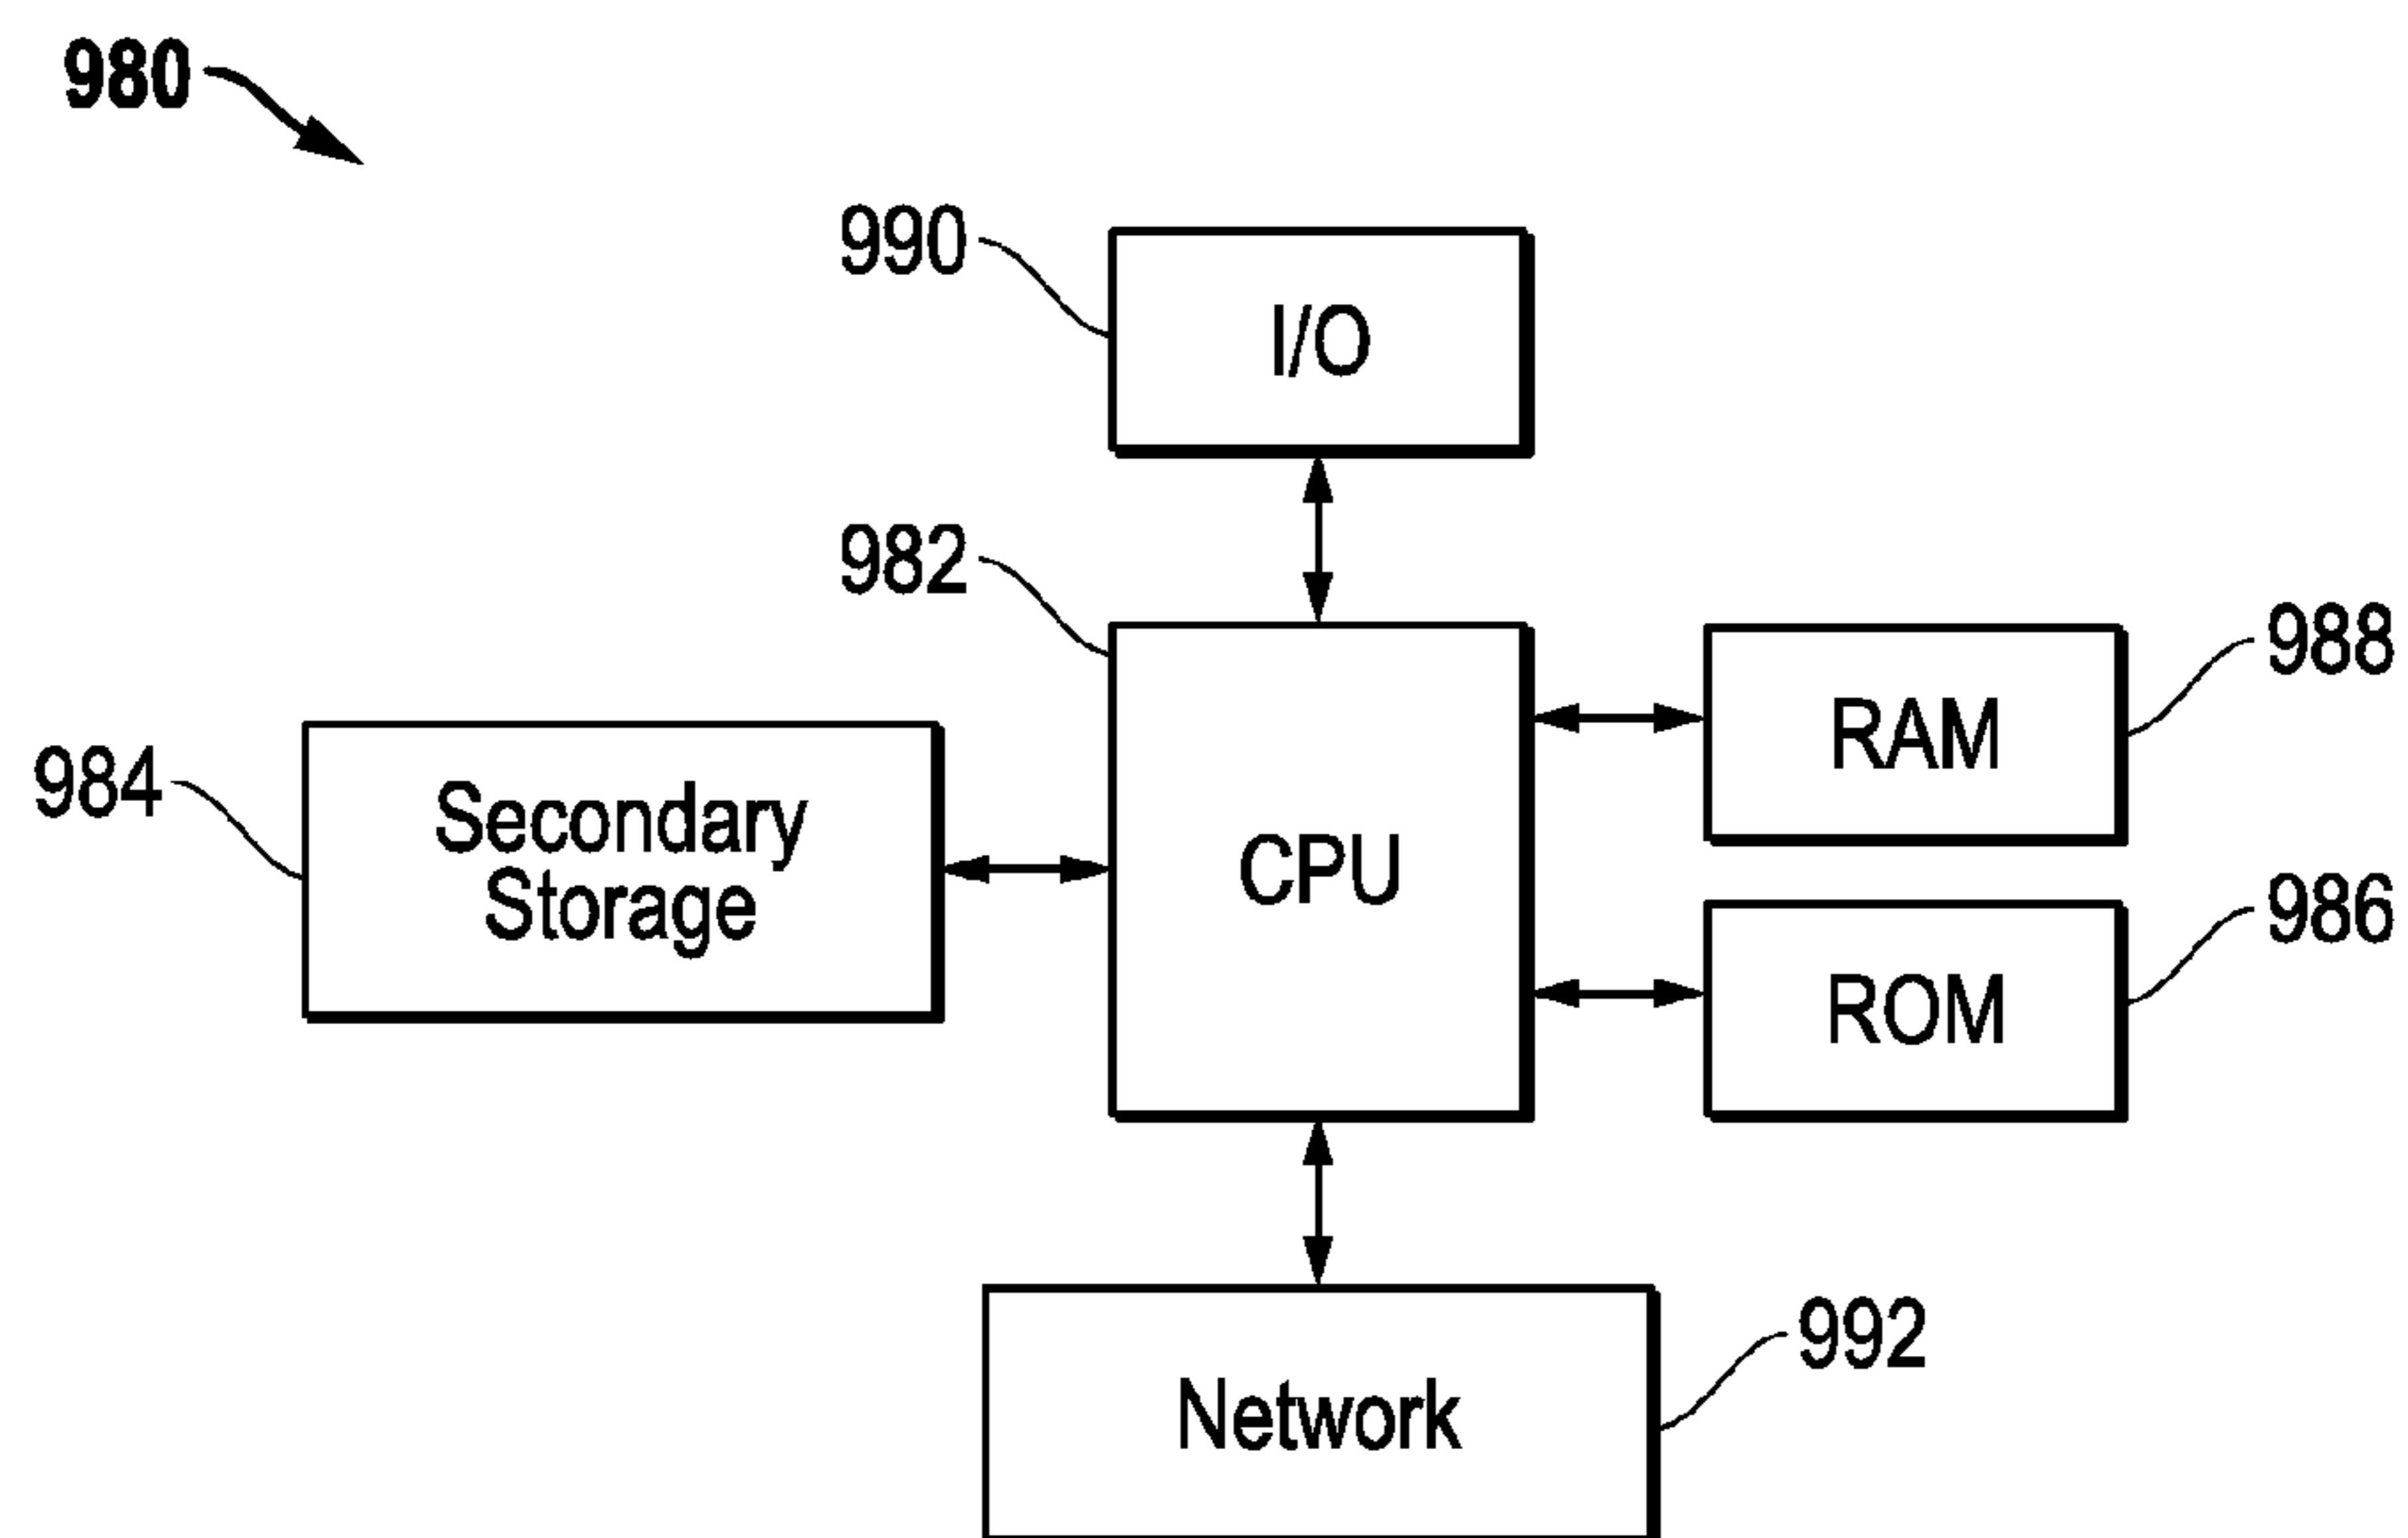 980
990
I/O
982
988
RAM
984
Secondary
Storage
CPU
986
ROM
992
Network